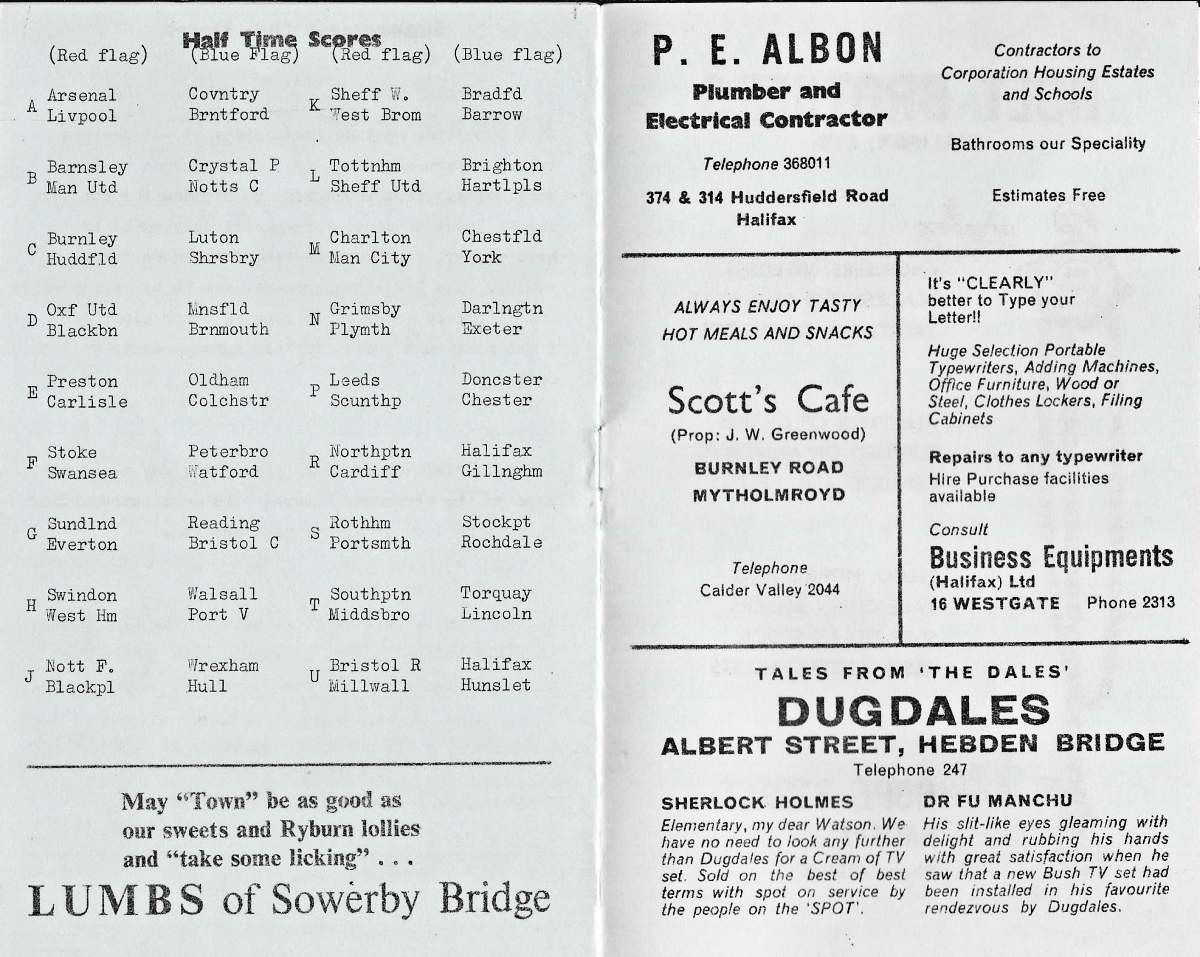 Half Time Scores
(Red flag) (Blue Flag) (Red flag) (Blue flag)
A Arsenal Covntry K Sheff W. Bradfd
Livpool Brntford West Brom Barrow
B Barnsley Crystal P L Tottnhm Brighton
Man Utd Notts C Sheff Utd Hartlpls
C Burnley Luton M Charlton Chestfld
Huddfld Shrsbry Man City York
D Oxf Utd Mnsfld N Grimsby Darlngtn
Blackbn Brnmouth Plymth Exeter
E Preston Oldham P Leeds Doncster
Carlisle Colchstr Scunthp Chester
F Stoke Peterbro R Northptn Halifax
Swansea Watford Cardiff Gillnghm
G Sundlnd Reading S Rothhm Stockpt
Everton Bristol C Portsmth Rochdale
H Swindon Walsall T Southptn Torquay
West Hm Port V Middsbro Lincoln
J Nott F. Wrexham U Bristol R Halifax
Blackpl Hull Millwall Hunslet
May "Town" be as good as
our sweets and Ryburn lollies
and "take some licking" . . .
LUMBS of Sowerby Bridge
P. E. ALBON
Plumber and
Electrical Contractor
Telephone 368011
374 & 314 Huddersfield Road
Halifax
Contractors to
Corporation Housing Estates
and Schools
Bathrooms our Speciality
Estimates Free
ALWAYS ENJOY TASTY
HOT MEALS AND SNACKS
Scott's Cafe
(Prop: J. W. Greenwood)
BURNLEY ROAD
MYTHOLMROYD
Telephone
Calder Valley 2044
It's "CLEARLY"
better to Type your
Letter!!
Huge Selection Portable
Typewriters, Adding Machines,
Office Furniture, Wood or
Steel, Clothes Lockers, Filing
Cabinets
Repairs to any typewriter
Hire Purchase facilities
available
Consult
Business Equipments
(Halifax) Ltd
16 WESTGATE Phone 2313
TALES FROM 'THE DALES'
DUGDALES
ALBERT STREET, HEBDEN BRIDGE
Telephone 247
SHERLOCK HOLMES
Elementary, my dear Watson. We
have no need to look any further
than Dugdales for a Cream of TV
set. Sold on the best of best
terms with spot on service by
the people on the 'SPOT'.
DR FU MANCHU
His slit-like eyes gleaming with
delight and rubbing his hands
with great satisfaction when he
saw that a new Bush TV set had
been installed in his favourite
rendezvous by Dugdales.